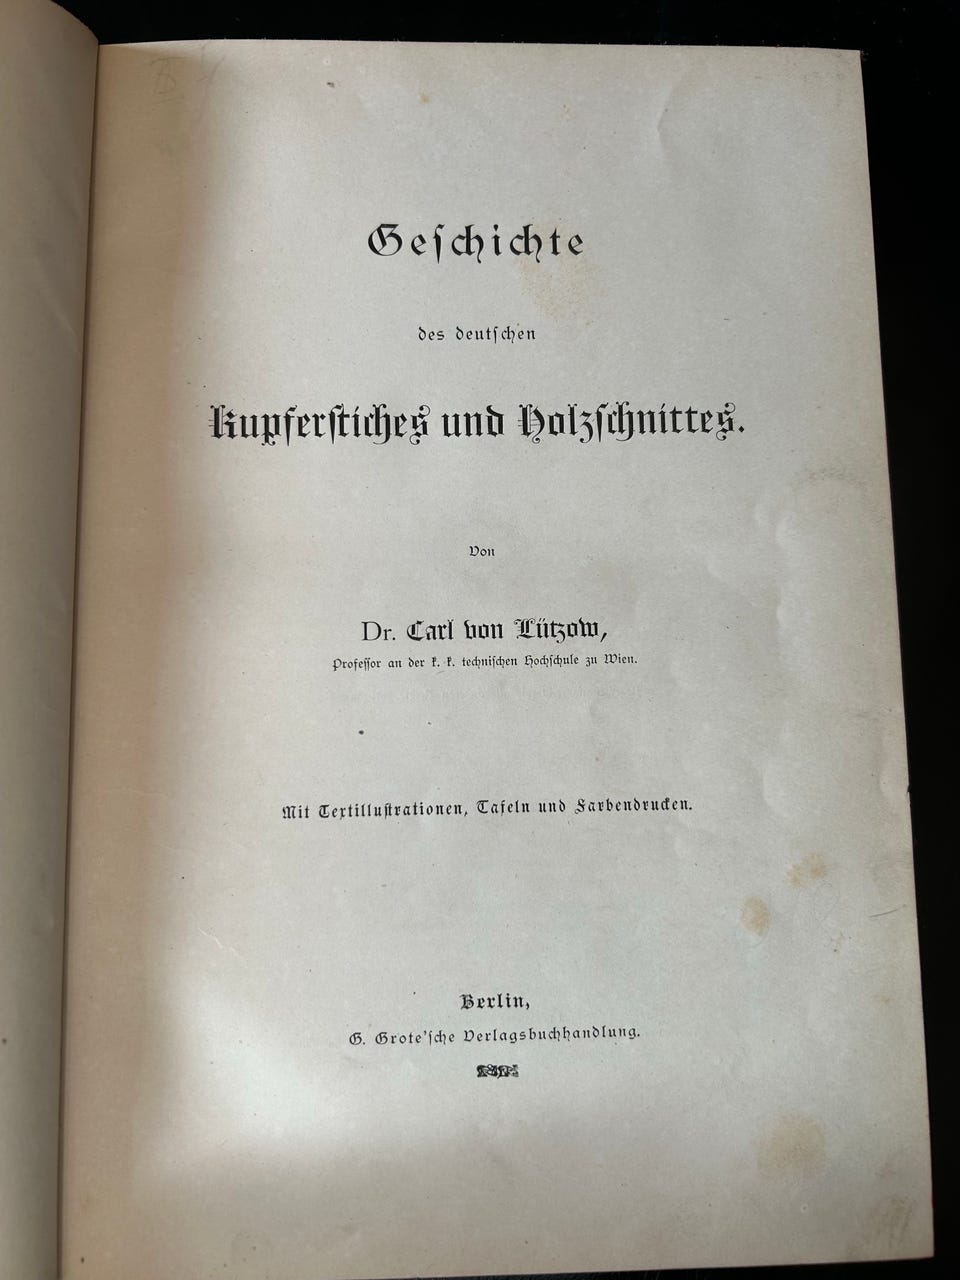 Geſchichte
des deutſchen
Kupferſtiches und Holzſchnittes.
Von
Dr. Carl von Lützow,
Profeſſor an der k. k. techniſchen Hochſchule zu Wien.
Mit Textilluſtrationen, Tafeln und Farbendrucken.
Berlin,
G. Grote'ſche Verlagsbuchhandlung.